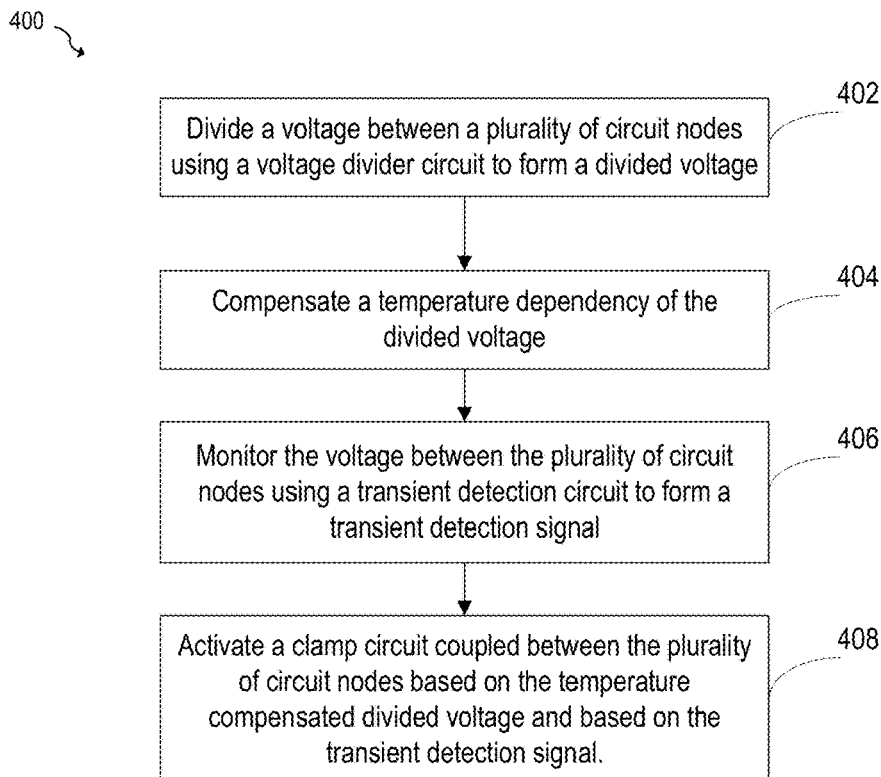 400
402
Divide a voltage between a plurality of circuit nodes
using a voltage divider circuit to form a divided voltage
404
Compensate a temperature dependency of the
divided voltage
406
Monitor the voltage between the plurality of circuit
nodes using a transient detection circuit to form a
transient detection signal
408
Activate a clamp circuit coupled between the plurality
of circuit nodes based on the temperature
compensated divided voltage and based on the
transient detection signal.